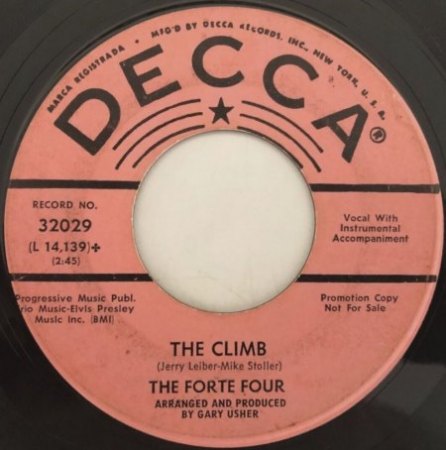 MARCA REGISTRADA • MFG'D BY DECCA RECORDS, INC., NEW YORK, U. S. A.
DECCA®
RECORD NO.
32029
(L 14,139)+
(2:45)
Vocal With
Instrumental
Accompaniment
Progressive Music Publ.
Trio Music-Elvis Presley
Music Inc. (BMI)
Promotion Copy
Not For Sale
THE CLIMB
(Jerry Leiber-Mike Stoller)
THE FORTE FOUR
ARRANGED AND PRODUCED
BY GARY USHER